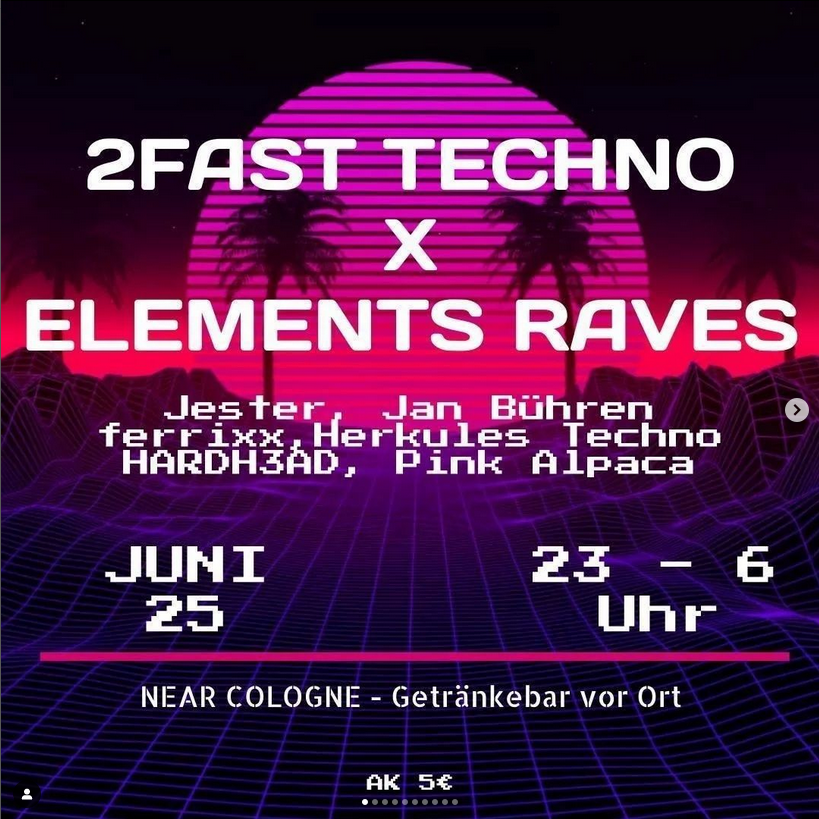 2FAST TECHNO
X
ELEMENTS RAVES
Jester, Jan Bühren
ferrixx,Herkules Techno
HARDH3AD, Pink Alpaca
JUNI
25
23 - 6
Uhr
NEAR COLOGNE - Getränkebar vor Ort
AK 5€